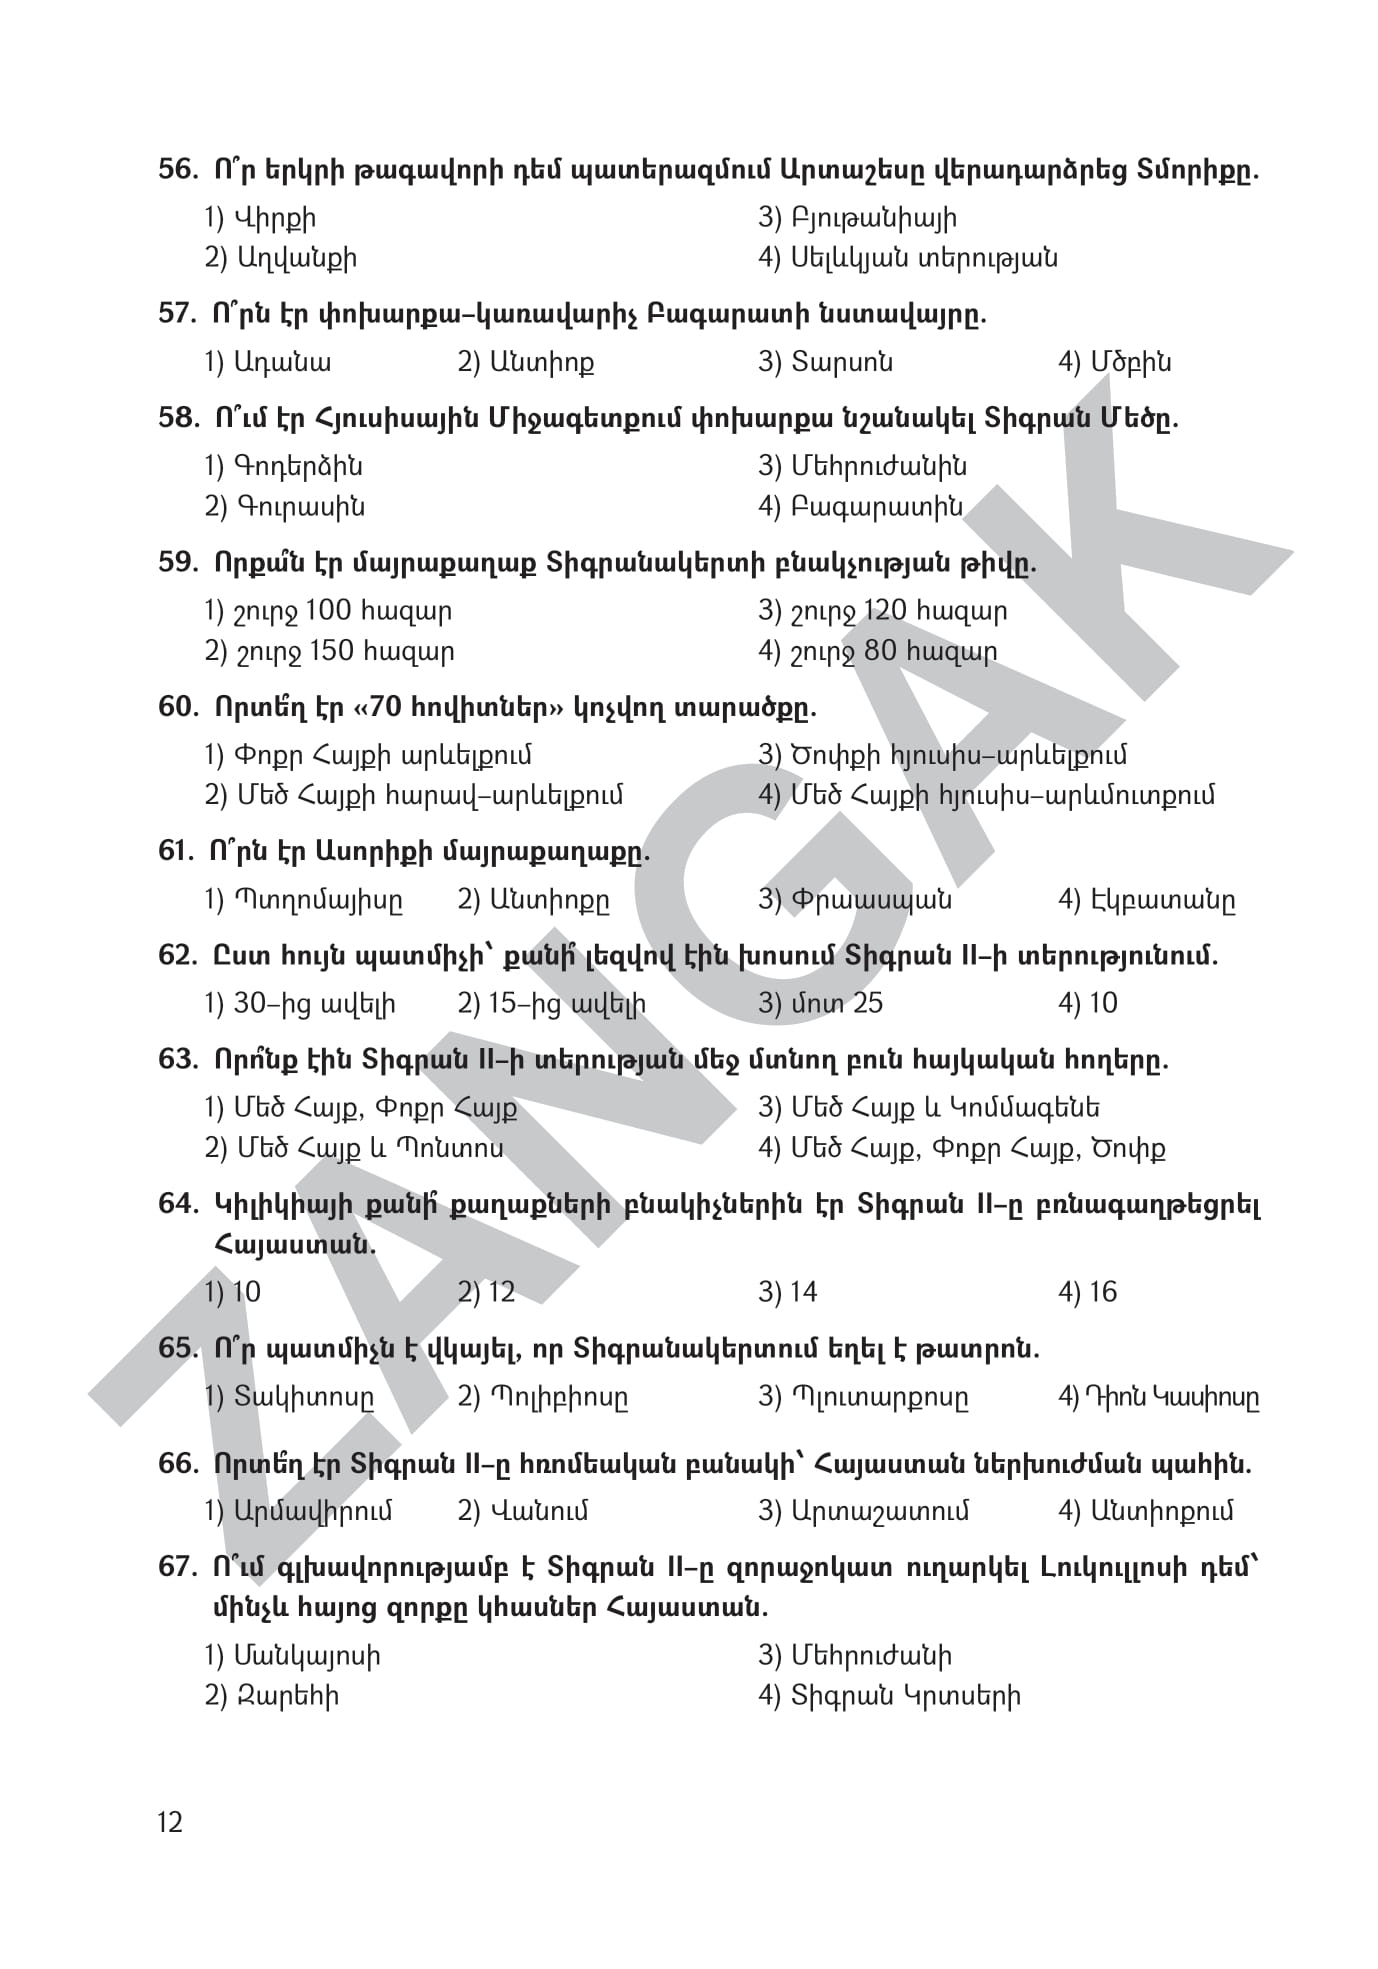 56. Ո՞ր երկրի թագավորի դեմ պատերազմում Արտաշեսը վերադարձրեց Տմորիքը.
1) Վիրքի 3) Բյութանիայի
2) Աղվանքի 4) Սելևկյան տերության
57. Ո՞րն էր փոխարքա–կառավարիչ Բագարատի նստավայրը.
1) Ադանա 2) Անտիոք 3) Տարսոն 4) Մծբին
58. Ո՞ւմ էր Հյուսիսային Միջագետքում փոխարքա նշանակել Տիգրան Մեծը.
1) Գոդերձին 3) Մեհրուժանին
2) Գուրասին 4) Բագարատին
59. Որքա՞ն էր մայրաքաղաք Տիգրանակերտի բնակչության թիվը.
1) շուրջ 100 հազար 3) շուրջ 120 հազար
2) շուրջ 150 հազար 4) շուրջ 80 հազար
60. Որտե՞ղ էր «70 հովիտներ» կոչվող տարածքը.
1) Փոքր Հայքի արևելքում 3) Ծոփքի հյուսիս–արևելքում
2) Մեծ Հայքի հարավ–արևելքում 4) Մեծ Հայքի հյուսիս–արևմուտքում
61. Ո՞րն էր Ասորիքի մայրաքաղաքը.
1) Պտղոմայիսը 2) Անտիոքը 3) Փրաասպան 4) Էկբատանը
62. Ըստ հույն պատմիչի՝ քանի՞ լեզվով էին խոսում Տիգրան II–ի տերությունում.
1) 30–ից ավելի 2) 15–ից ավելի 3) մոտ 25 4) 10
63. Որո՞նք էին Տիգրան II–ի տերության մեջ մտնող բուն հայկական հողերը.
1) Մեծ Հայք, Փոքր Հայք 3) Մեծ Հայք և Կոմմագենե
2) Մեծ Հայք և Պոնտոս 4) Մեծ Հայք, Փոքր Հայք, Ծոփք
64. Կիլիկիայի քանի՞ քաղաքների բնակիչներին էր Տիգրան II–ը բռնագաղթեցրել
Հայաստան.
1) 10 2) 12 3) 14 4) 16
65. Ո՞ր պատմիչն է վկայել, որ Տիգրանակերտում եղել է թատրոն.
1) Տակիտոսը 2) Պոլիբիոսը 3) Պլուտարքոսը 4) Դիոն Կասիոսը
66. Որտե՞ղ էր Տիգրան II–ը հռոմեական բանակի՝ Հայաստան ներխուժման պահին.
1) Արմավիրում 2) Վանում 3) Արտաշատում 4) Անտիոքում
67. Ո՞ւմ գլխավորությամբ է Տիգրան II–ը զորաջոկատ ուղարկել Լուկուլլոսի դեմ՝
մինչև հայոց զորքը կհասներ Հայաստան.
1) Մանկայոսի 3) Մեհրուժանի
2) Զարեհի 4) Տիգրան Կրտսերի
12
ZANGAK